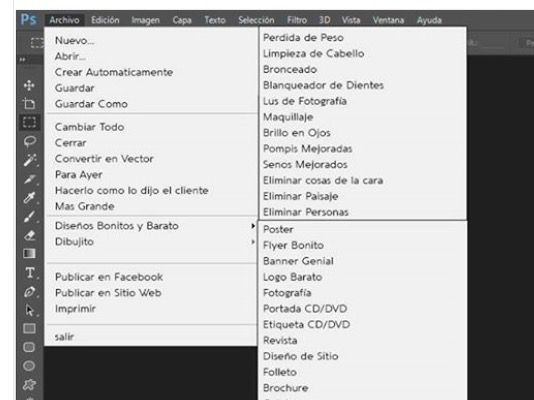 Ps Archivo Edición Imagen Capa Texto Selección Filtro 3D Vista Ventana Ayuda
Nuevo...
Abrir...
Crear Automaticamente
Guardar
Guardar Como
Cambiar Todo
Cerrar
Convertir en Vector
Para Ayer
Hacerlo como lo dijo el cliente
Mas Grande
Diseños Bonitos y Barato
Dibujito
Publicar en Facebook
Publicar en Sitio Web
Imprimir
salir
Perdida de Peso
Limpieza de Cabello
Bronceado
Blanqueador de Dientes
Lus de Fotografía
Maquillaje
Brillo en Ojos
Pompis Mejoradas
Senos Mejorados
Eliminar cosas de la cara
Eliminar Paisaje
Eliminar Personas
Poster
Flyer Bonito
Banner Genial
Logo Barato
Fotografía
Portada CD/DVD
Etiqueta CD/DVD
Revista
Diseño de Sitio
Folleto
Brochure